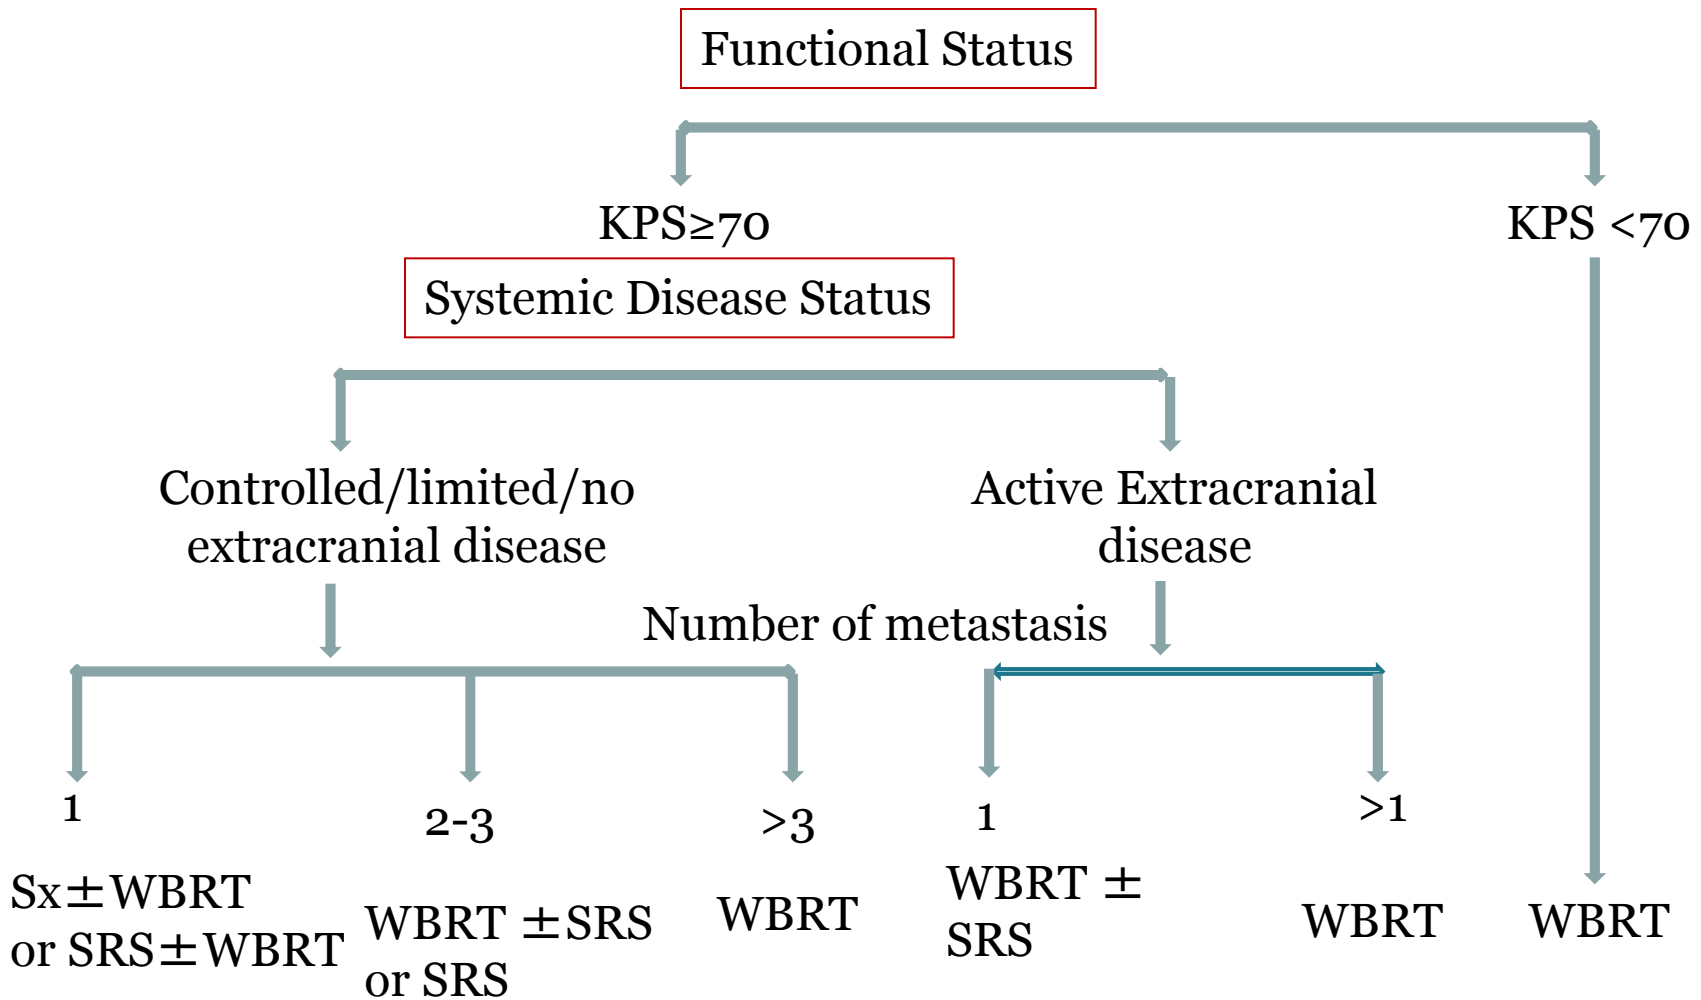 Functional Status
KPS≥70
KPS <70
Systemic Disease Status
Controlled/limited/no
extracranial disease
Active Extracranial
disease
Number of metastasis
1
2-3
>3
1
>1
Sx±WBRT
or SRS±WBRT
WBRT ±SRS
or SRS
WBRT
WBRT ±
SRS
WBRT
WBRT